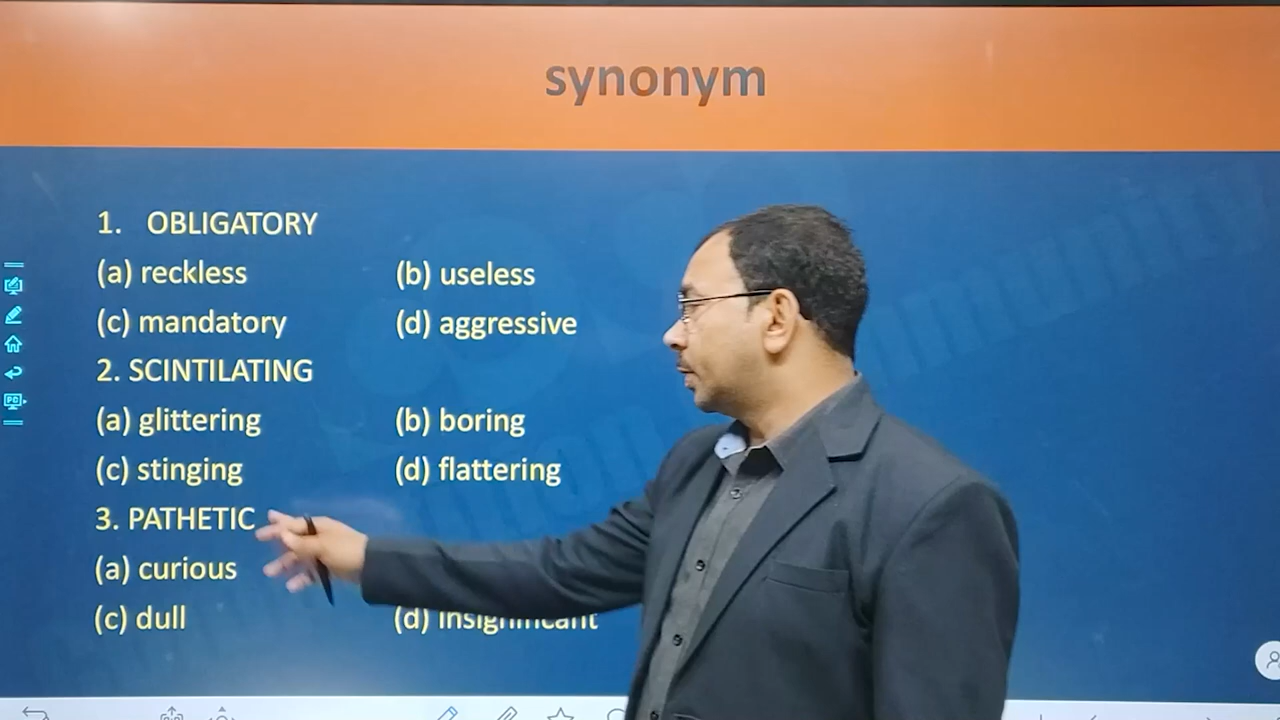 synonym
1. OBLIGATORY
(a) reckless (b) useless
(c) mandatory (d) aggressive
2. SCINTILATING
(a) glittering (b) boring
(c) stinging (d) flattering
3. PATHETIC
(a) curious
(c) dull (d) insignificant